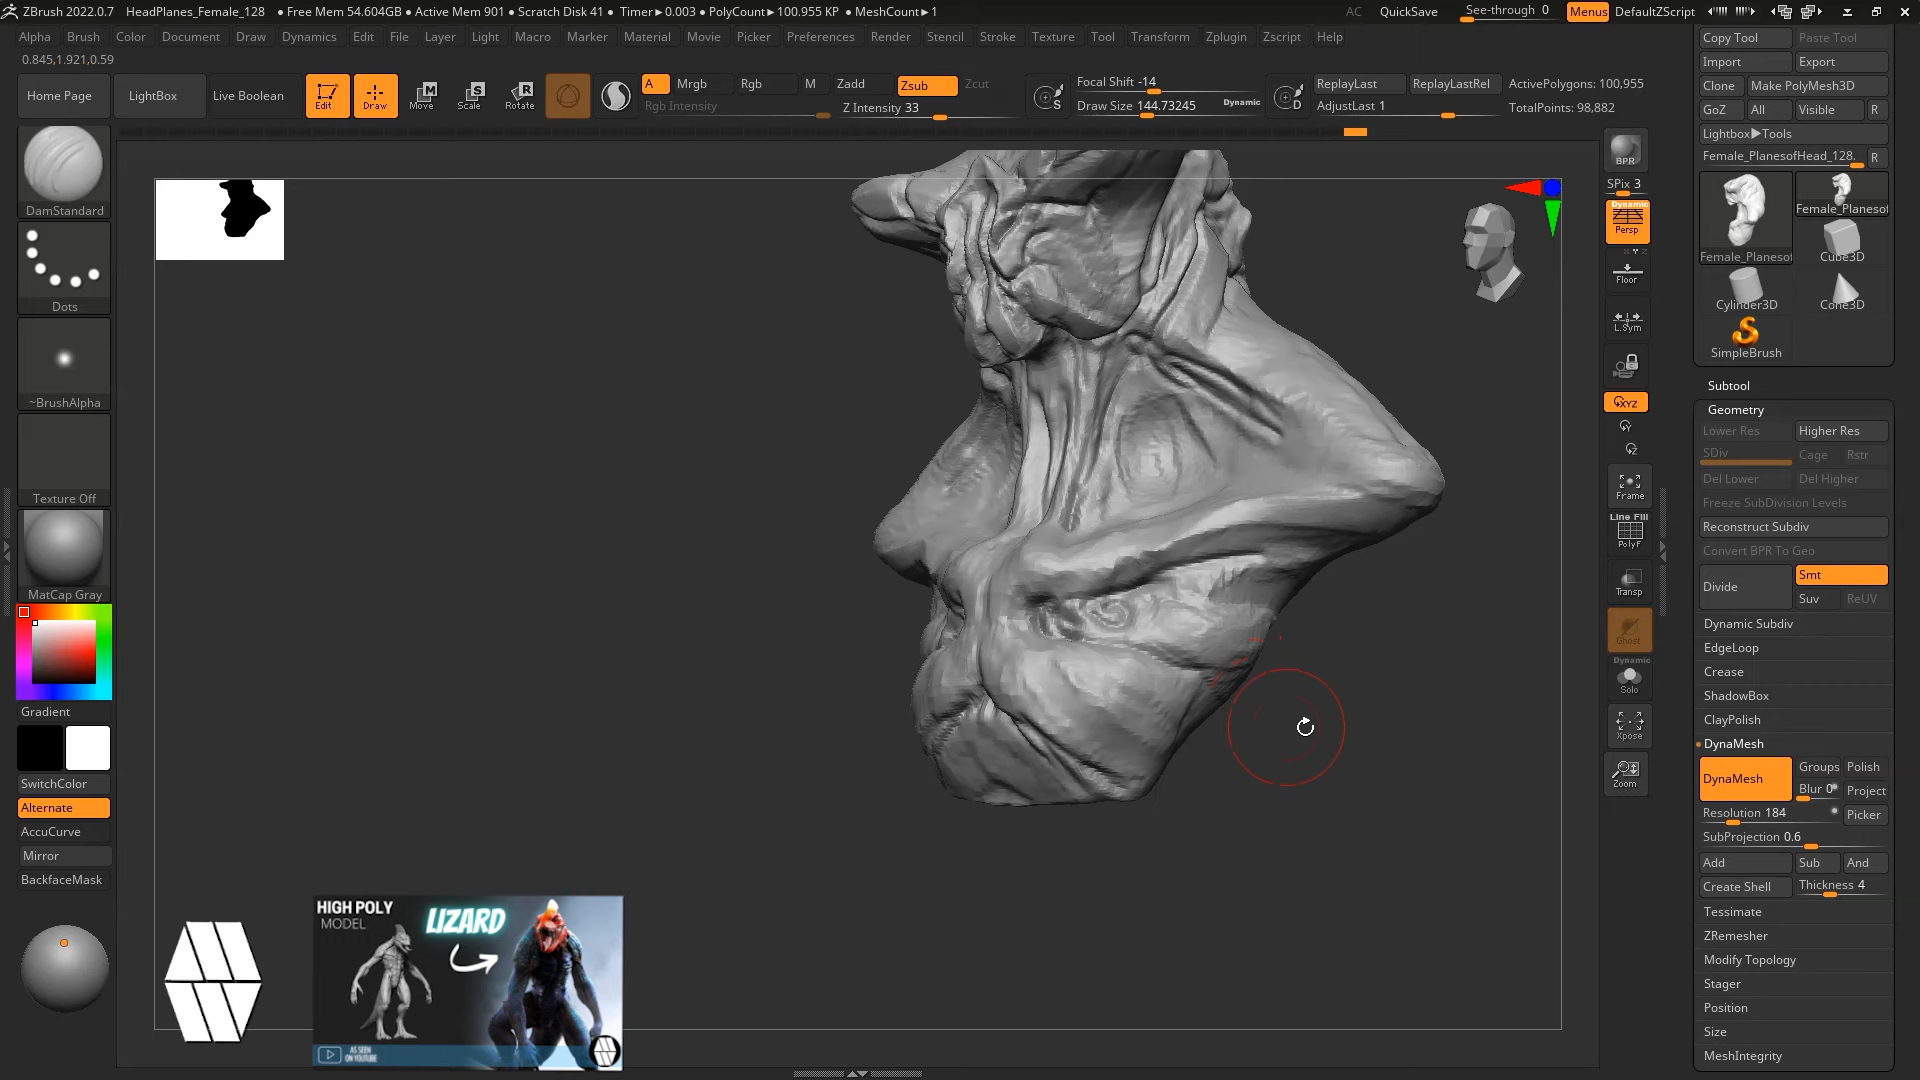 ZBrush 2022.0.7 HeadPlanes_Female_128 ● Free Mem 54.604GB ● Active Mem 901 ● Scratch Disk 41 ● Timer►0.003 ● PolyCount►100.955 KP ● MeshCount►1 AC QuickSave See-through 0 Menus DefaultZScript
Alpha Brush Color Document Draw Dynamics Edit File Layer Light Macro Marker Material Movie Picker Preferences Render Stencil Stroke Texture Tool Transform Zplugin Zscript Help
0.845,1.921,0.59
Home Page LightBox Live Boolean Edit Draw Move Scale Rotate
A Mrgb Rgb M Zadd Zsub Zcut
Rgb Intensity Z Intensity 33
S Focal Shift -14
Draw Size 144.73245 Dynamic
D ReplayLast ReplayLastRel
AdjustLast 1
ActivePolygons: 100,955
TotalPoints: 98,882
DamStandard
Dots
~BrushAlpha
Texture Off
MatCap Gray
Gradient
SwitchColor
Alternate
AccuCurve
Mirror
BackfaceMask
HIGH POLY
MODEL
LIZARD
AS SEEN
ON YOUTUBE
BPR
SPix 3
Dynamic
Persp
Floor
L.Sym
XYZ
Y
Z
Frame
Line Fill
PolyF
Transp
Ghost
Dynamic
Solo
Xpose
Zoom
Copy Tool Paste Tool
Import Export
Clone Make PolyMesh3D
GoZ All Visible R
Lightbox►Tools
Female_PlanesofHead_128. R
Female_Planesof
Female_Planesof Cube3D
Cylinder3D Cone3D
SimpleBrush
Subtool
Geometry
Lower Res Higher Res
SDiv Cage Rstr
Del Lower Del Higher
Freeze SubDivision Levels
Reconstruct Subdiv
Convert BPR To Geo
Divide Smt
Suv ReUV
Dynamic Subdiv
EdgeLoop
Crease
ShadowBox
ClayPolish
DynaMesh
DynaMesh Groups Polish
Blur 0 Project
Resolution 184 Picker
SubProjection 0.6
Add Sub And
Create Shell Thickness 4
Tessimate
ZRemesher
Modify Topology
Stager
Position
Size
MeshIntegrity